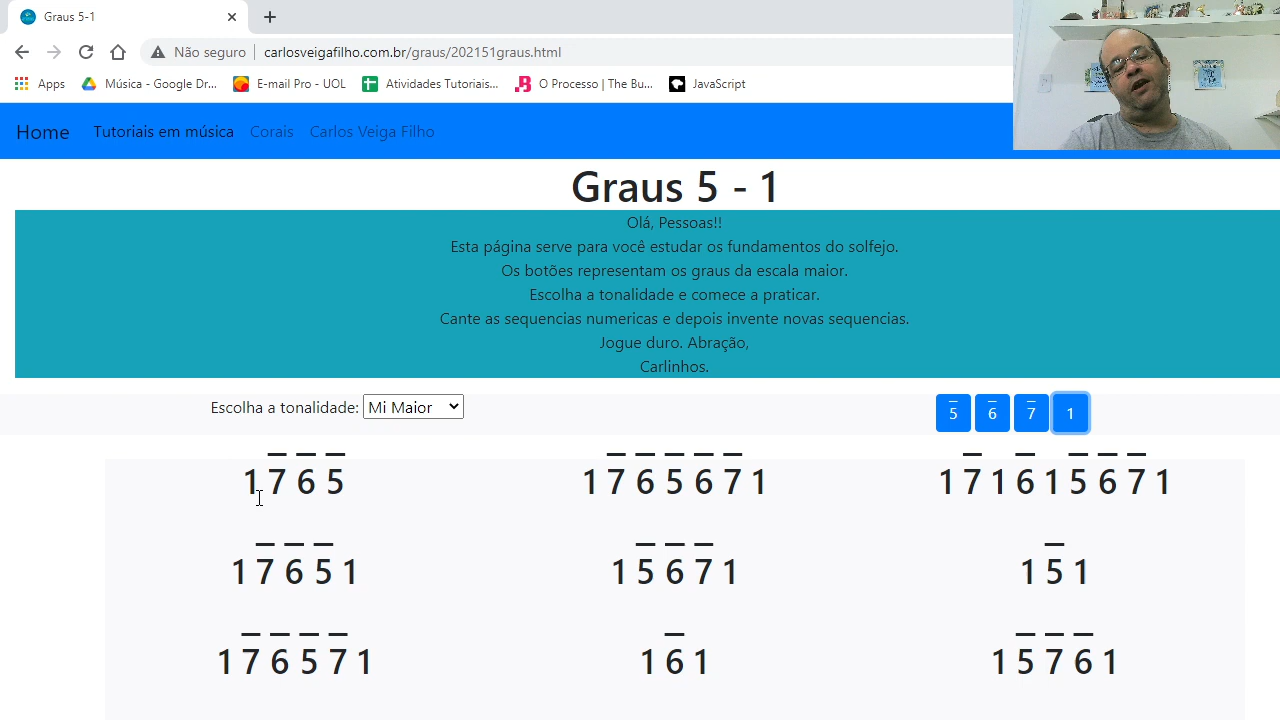 Graus 5-1
Não seguro carlosveigafilho.com.br/graus/202151graus.html
Apps Música - Google Dr... E-mail Pro - UOL Atividades Tutoriais... O Processo | The Bu... JavaScript
Home Tutoriais em música Corais Carlos Veiga Filho
Graus 5 - 1
Olá, Pessoas!!
Esta página serve para você estudar os fundamentos do solfejo.
Os botões representam os graus da escala maior.
Escolha a tonalidade e comece a praticar.
Cante as sequencias numericas e depois invente novas sequencias.
Jogue duro. Abração,
Carlinhos.
Escolha a tonalidade: Mi Maior 5̅ 6̅ 7̅ 1
1 7̅ 6̅ 5̅ 1 7̅ 6̅ 5̅ 6̅ 7̅ 1 1 7̅ 1 6̅ 1 5̅ 6̅ 7̅ 1
1 7̅ 6̅ 5̅ 1 1 5̅ 6̅ 7̅ 1 1 5̅ 1
1 7̅ 6̅ 5̅ 7̅ 1 1 6̅ 1 1 5̅ 7̅ 6̅ 1